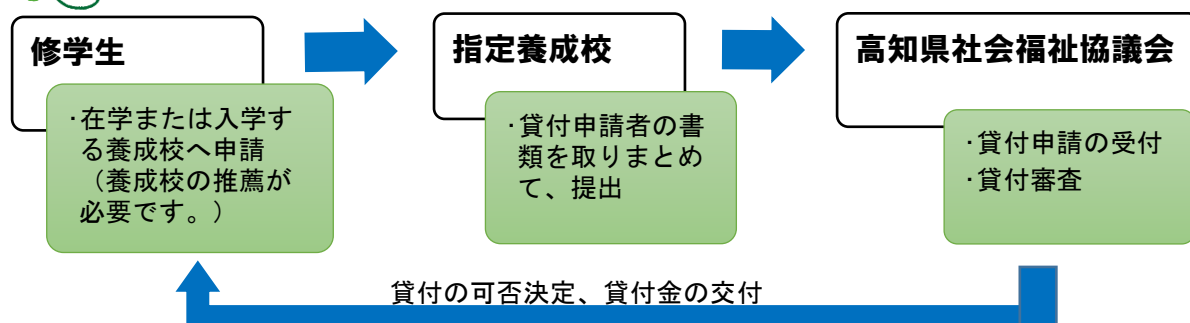 修学生
・在学または入学す
る養成校へ申請
（養成校の推薦が
必要です。）
指定養成校
・貸付申請者の書
類を取りまとめ
て、提出
高知県社会福祉協議会
・貸付申請の受付
・貸付審査
貸付の可否決定、貸付金の交付